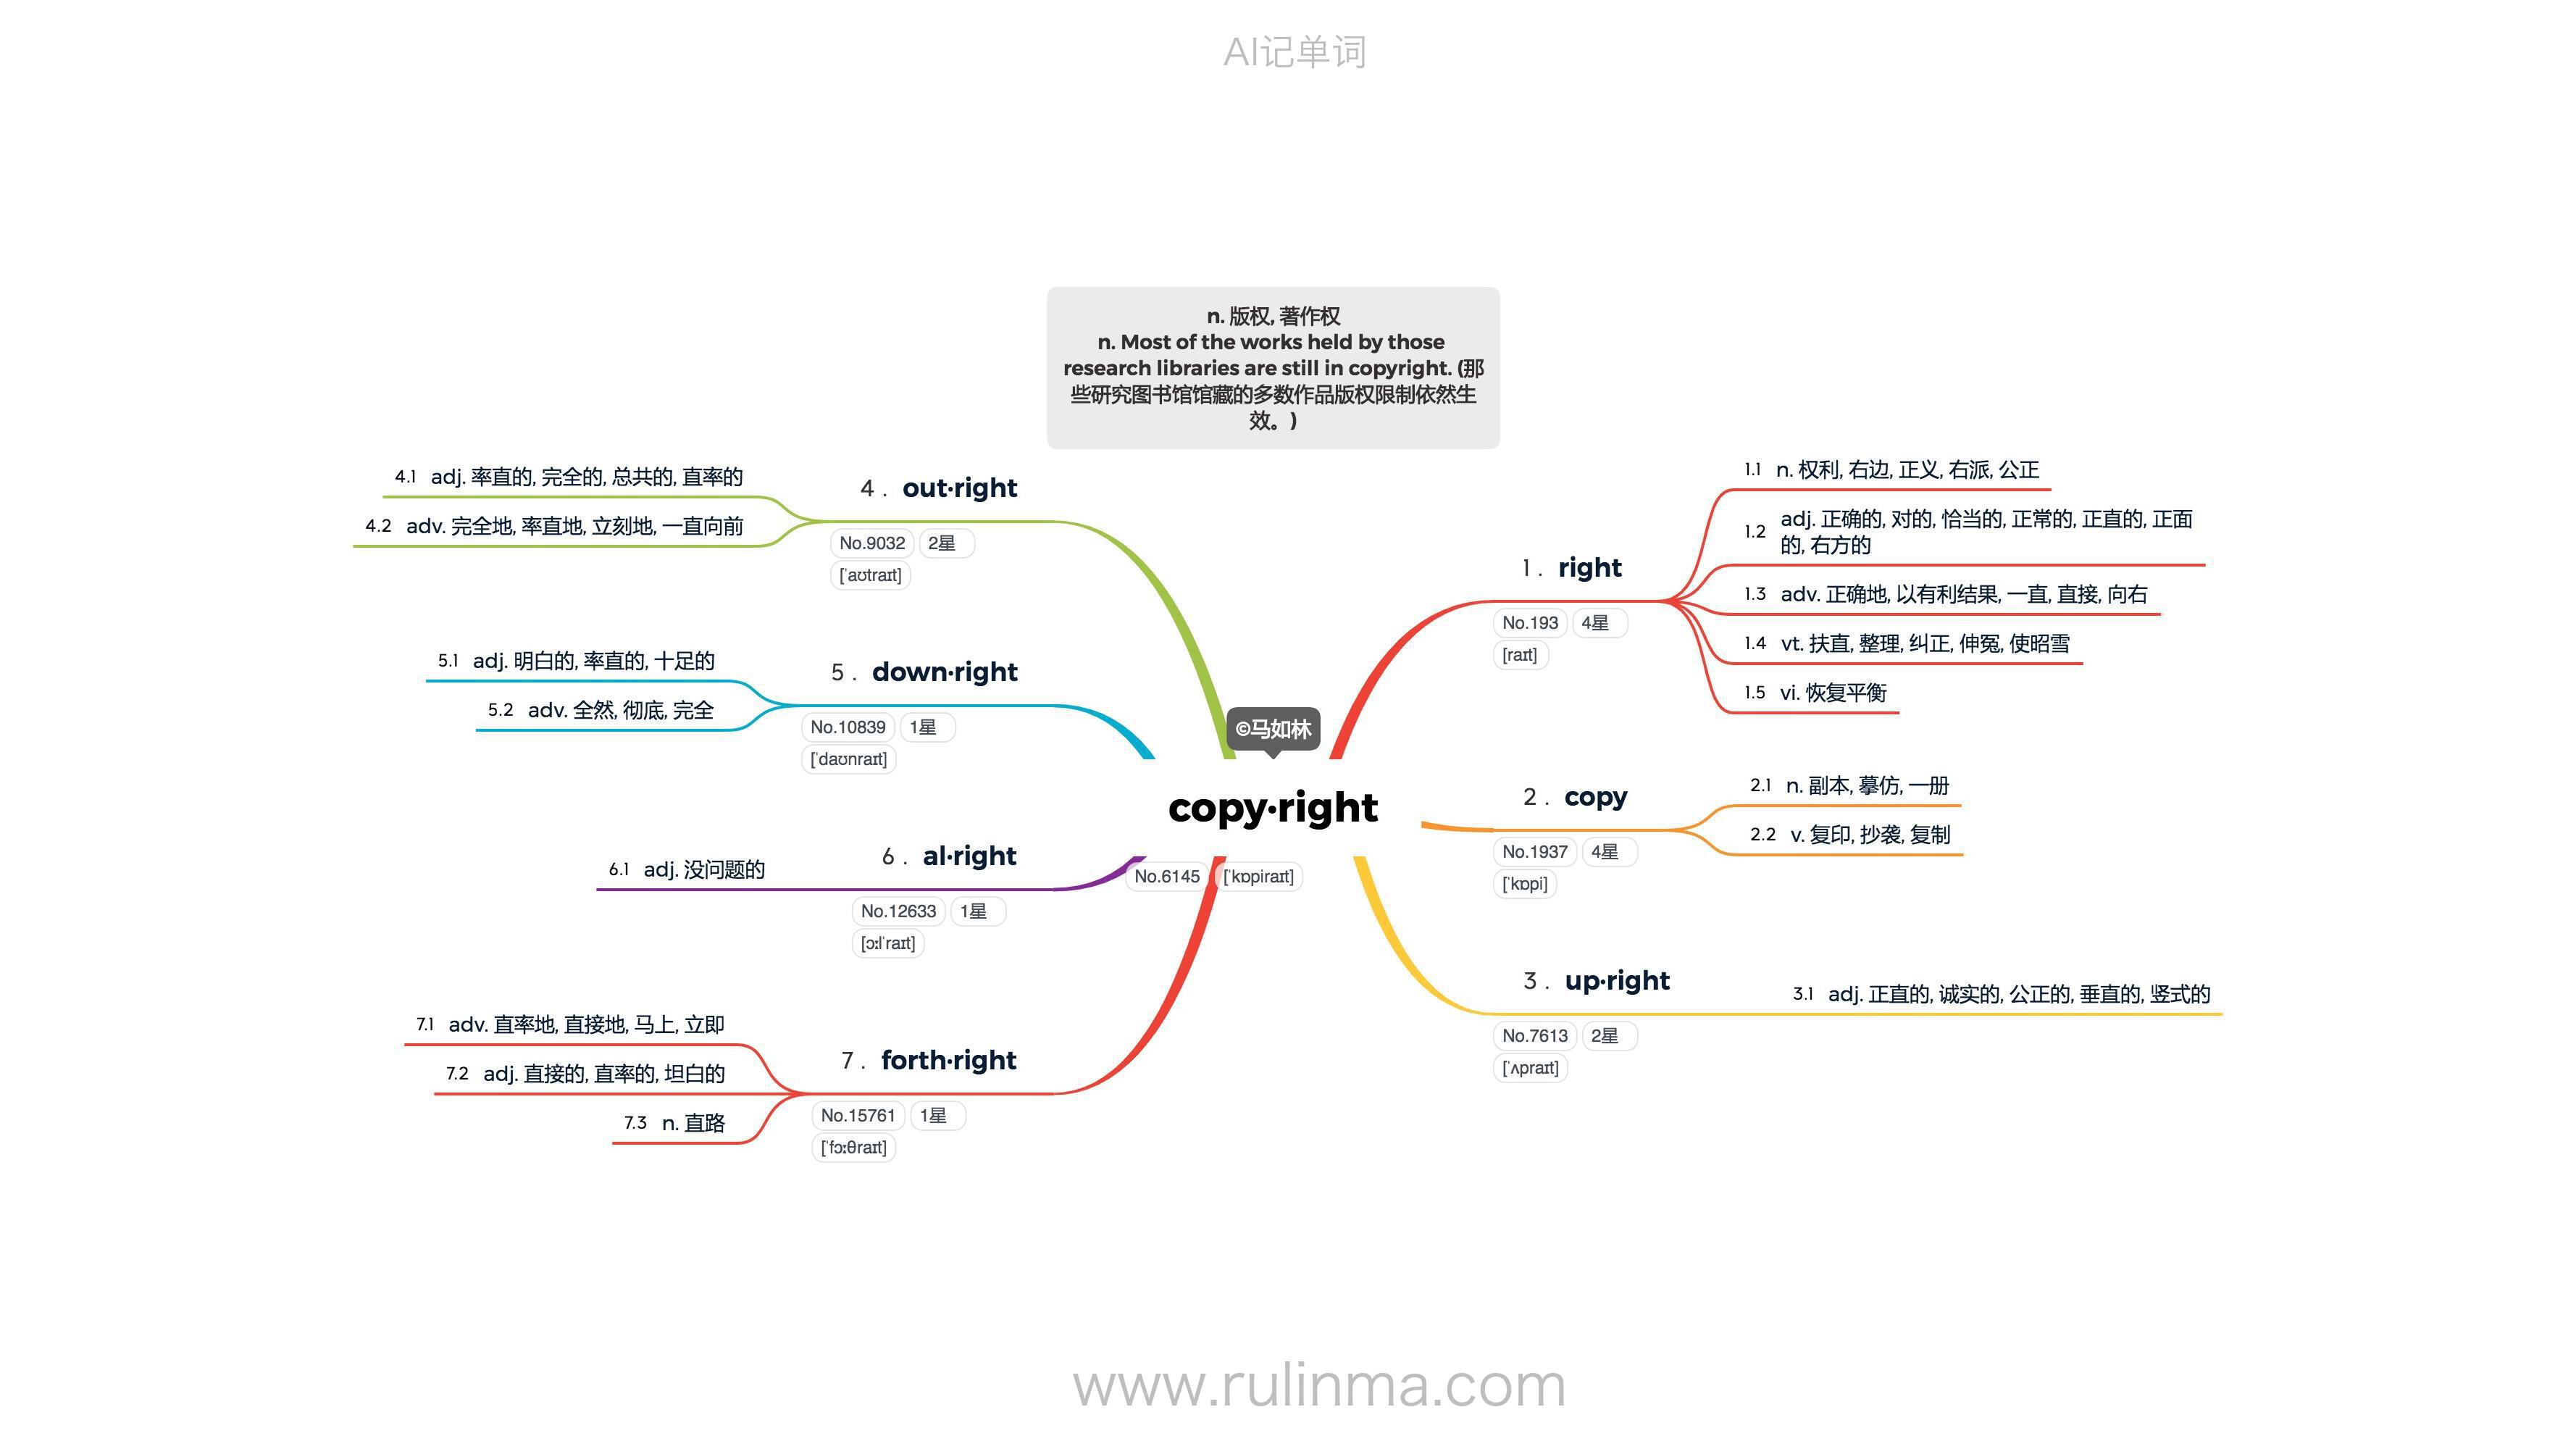 AI记单词
n. 版权, 著作权
n. Most of the works held by those
research libraries are still in copyright. (那
些研究图书馆馆藏的多数作品版权限制依然生
效。)
©马如林
copy·right
No.6145 [ˈkɒpiraɪt]
1. right
No.193 4星
[raɪt]
1.1 n. 权利, 右边, 正义, 右派, 公正
1.2 adj. 正确的, 对的, 恰当的, 正常的, 正直的, 正面
的, 右方的
1.3 adv. 正确地, 以有利结果, 一直, 直接, 向右
1.4 vt. 扶直, 整理, 纠正, 伸冤, 使昭雪
1.5 vi. 恢复平衡
2. copy
No.1937 4星
[ˈkɒpi]
2.1 n. 副本, 摹仿, 一册
2.2 v. 复印, 抄袭, 复制
3. up·right
No.7613 2星
[ˈʌpraɪt]
3.1 adj. 正直的, 诚实的, 公正的, 垂直的, 竖式的
4. out·right
No.9032 2星
[ˈaʊtraɪt]
4.1 adj. 率直的, 完全的, 总共的, 直率的
4.2 adv. 完全地, 率直地, 立刻地, 一直向前
5. down·right
No.10839 1星
[ˈdaʊnraɪt]
5.1 adj. 明白的, 率直的, 十足的
5.2 adv. 全然, 彻底, 完全
6. al·right
No.12633 1星
[ɔːlˈraɪt]
6.1 adj. 没问题的
7. forth·right
No.15761 1星
[ˈfɔːθraɪt]
7.1 adv. 直率地, 直接地, 马上, 立即
7.2 adj. 直接的, 直率的, 坦白的
7.3 n. 直路
www.rulinma.com